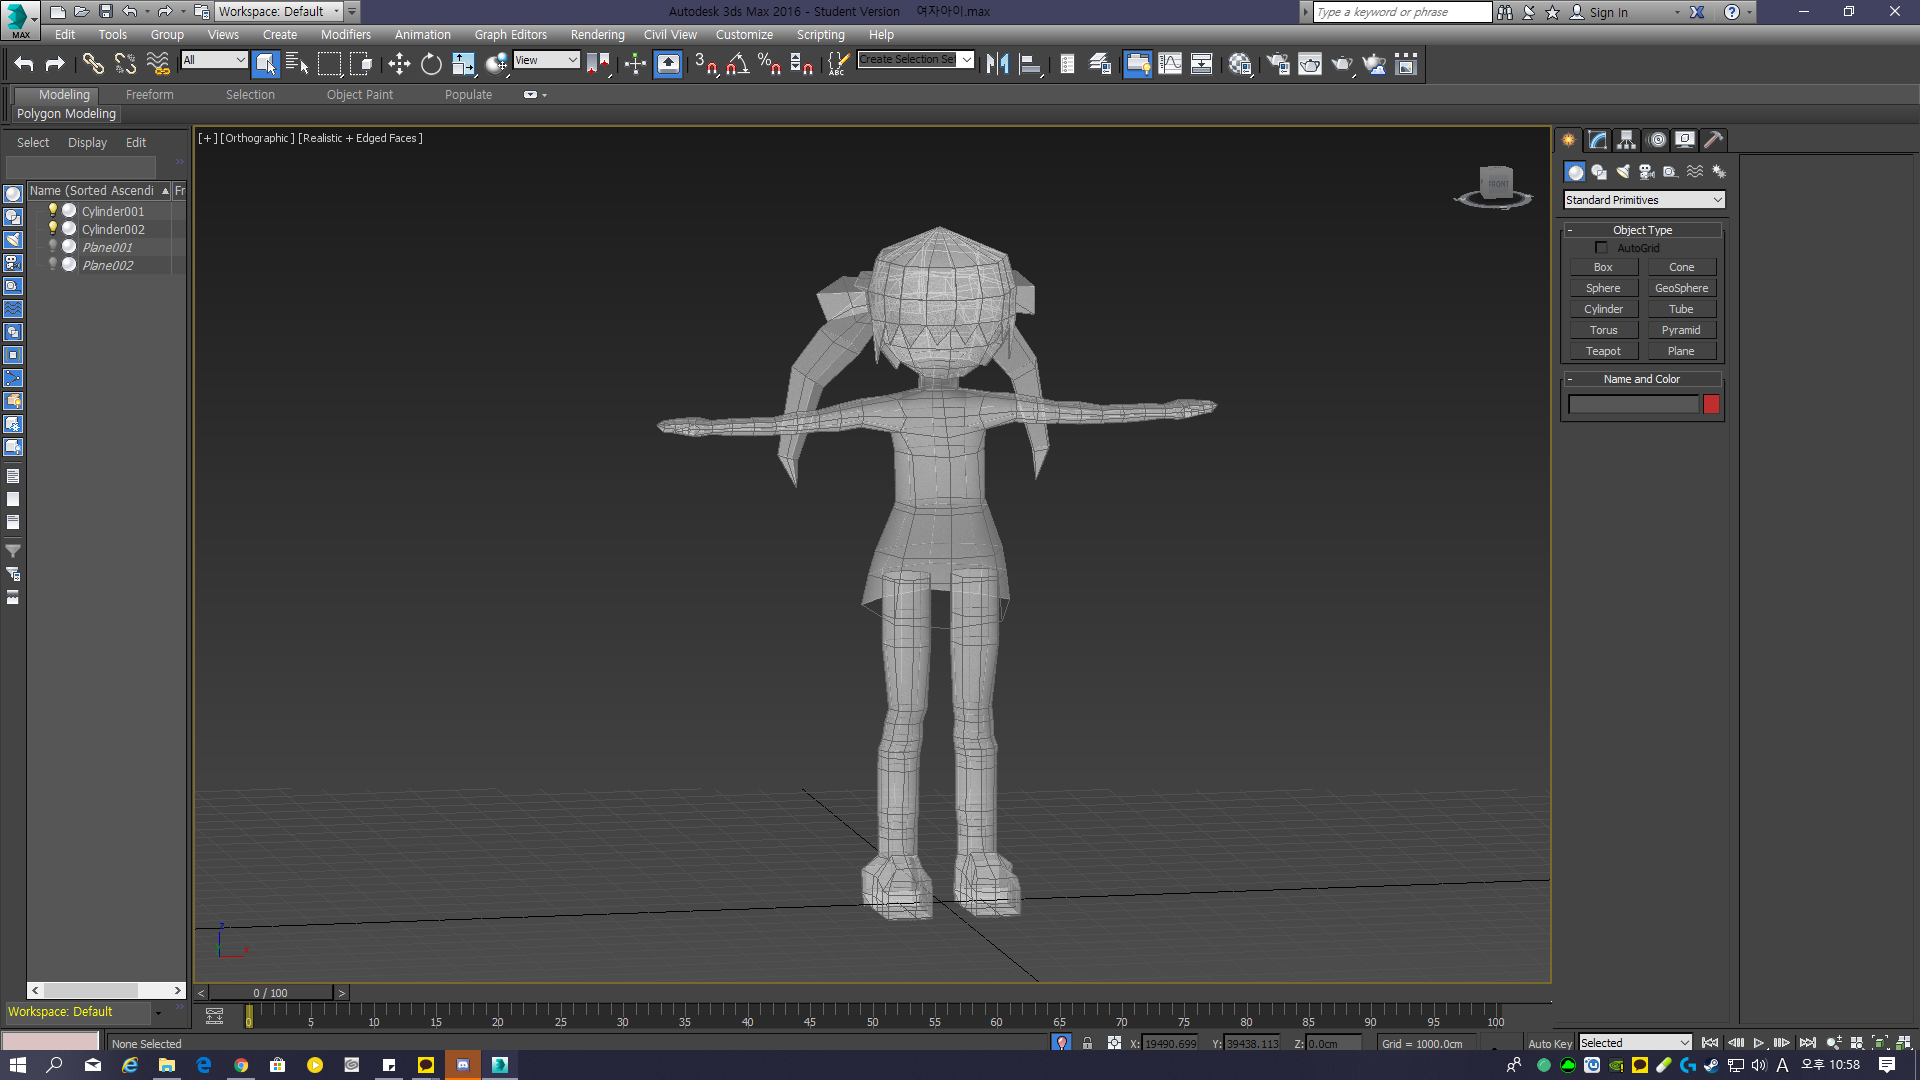 Workspace: Default
Autodesk 3ds Max 2016 - Student Version 여자아이.max
Type a keyword or phrase
Sign In
MAX
Edit Tools Group Views Create Modifiers Animation Graph Editors Rendering Civil View Customize Scripting Help
All
View
3
ABC
Create Selection Se
Modeling Freeform Selection Object Paint Populate
Polygon Modeling
Select Display Edit
[+] [Orthographic] [Realistic + Edged Faces]
FRONT
Name (Sorted Ascendi
Fr
Cylinder001
Cylinder002
Plane001
Plane002
Standard Primitives
- Object Type
AutoGrid
Box Cone
Sphere GeoSphere
Cylinder Tube
Torus Pyramid
Teapot Plane
- Name and Color
z
x
< 0 / 100 >
Workspace: Default
0 5 10 15 20 25 30 35 40 45 50 55 60 65 70 75 80 85 90 95 100
None Selected
X: 19490.699 Y: 39438.113 Z: 0.0cm
Grid = 1000.0cm
Auto Key Selected
A 오후 10:58